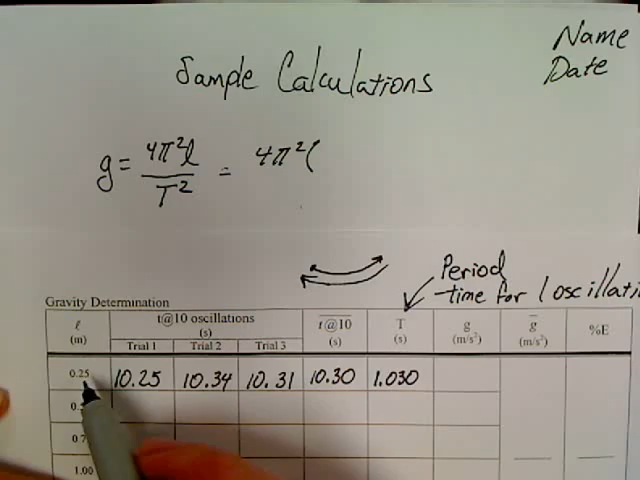 Name
Date
Sample Calculations
g = 4π²ℓ / T² = 4π²(
Period
time for 1 oscillati
Gravity Determination
ℓ (m) t@10 oscillations (s) t@10 (s) T (s) g (m/s²) g (m/s²) %E
Trial 1 Trial 2 Trial 3
0.25 10.25 10.34 10.31 10.30 1.030
1.00